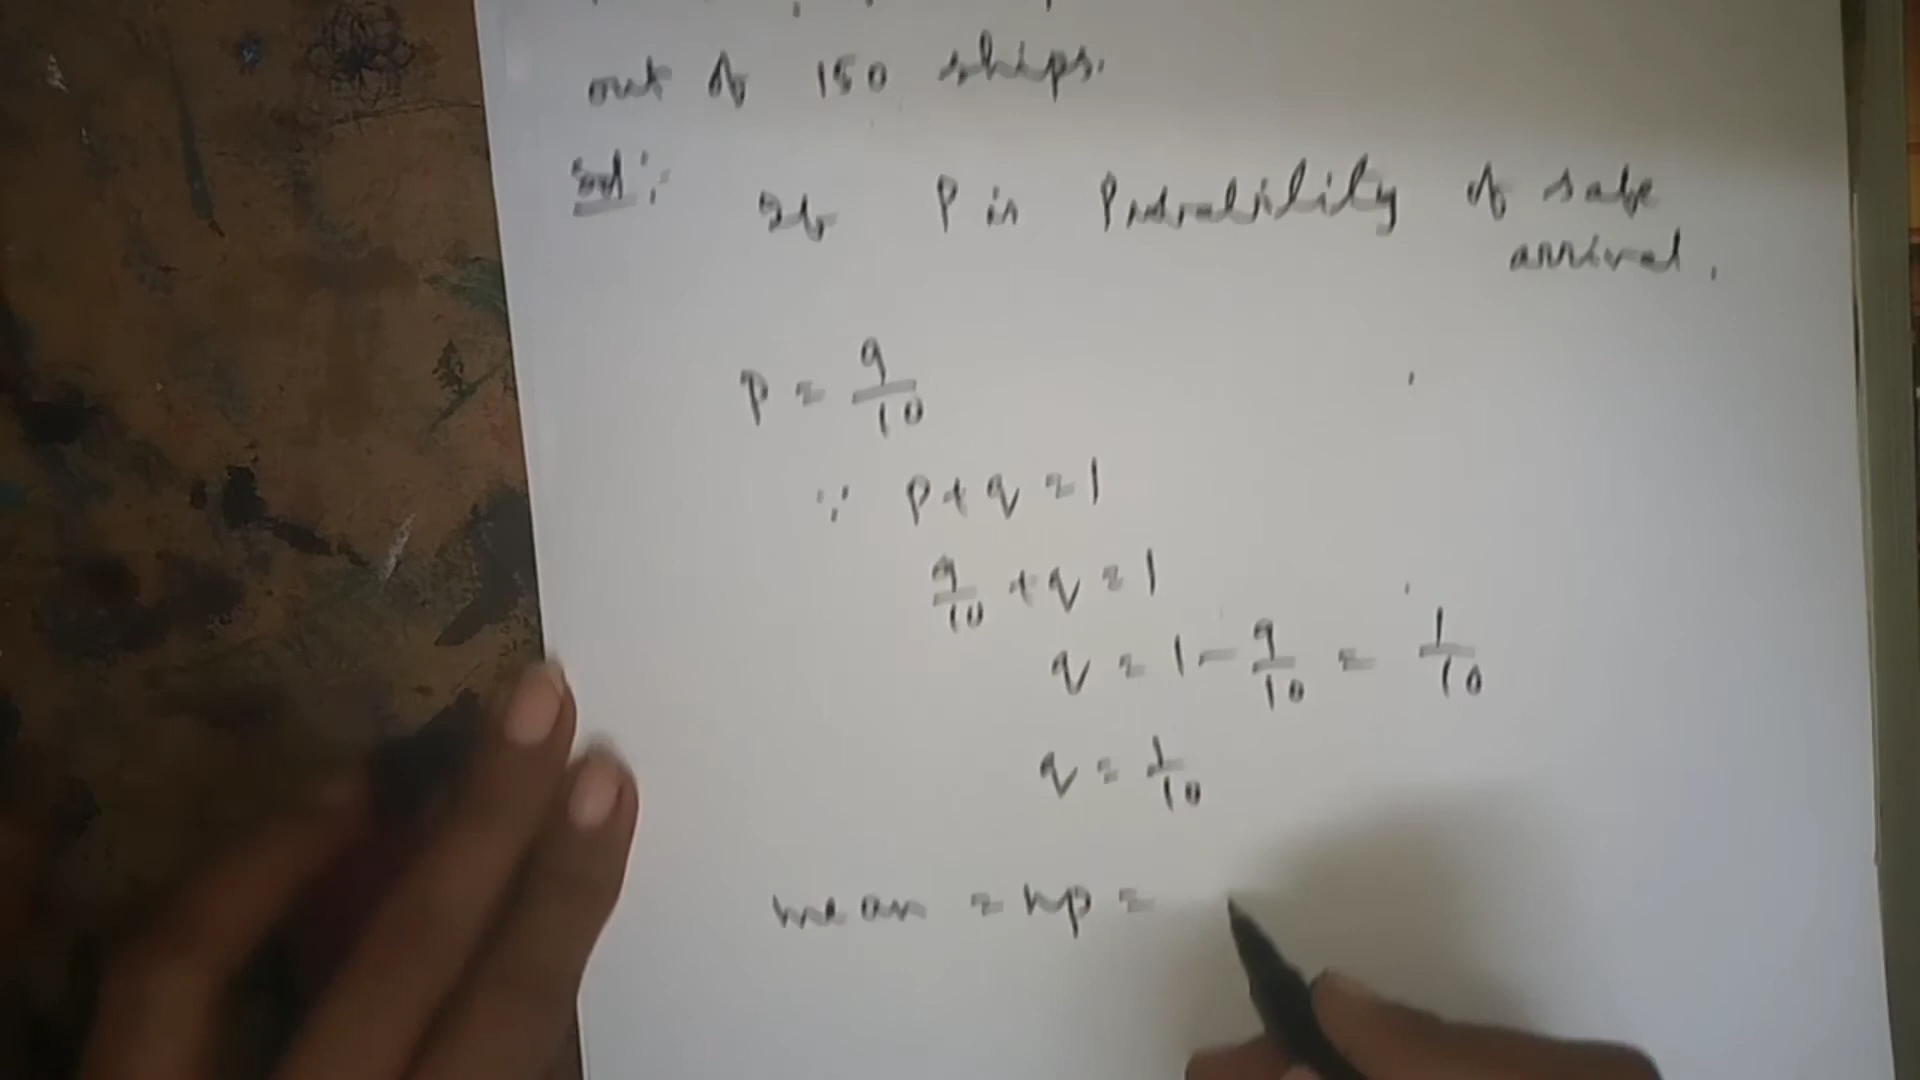 out of 150 ships.
Sol:
If P is Probability of safe
arrival.
p = 9/10
∵ p+q=1
9/10 + q = 1
q = 1 - 9/10 = 1/10
q = 1/10
mean = np =